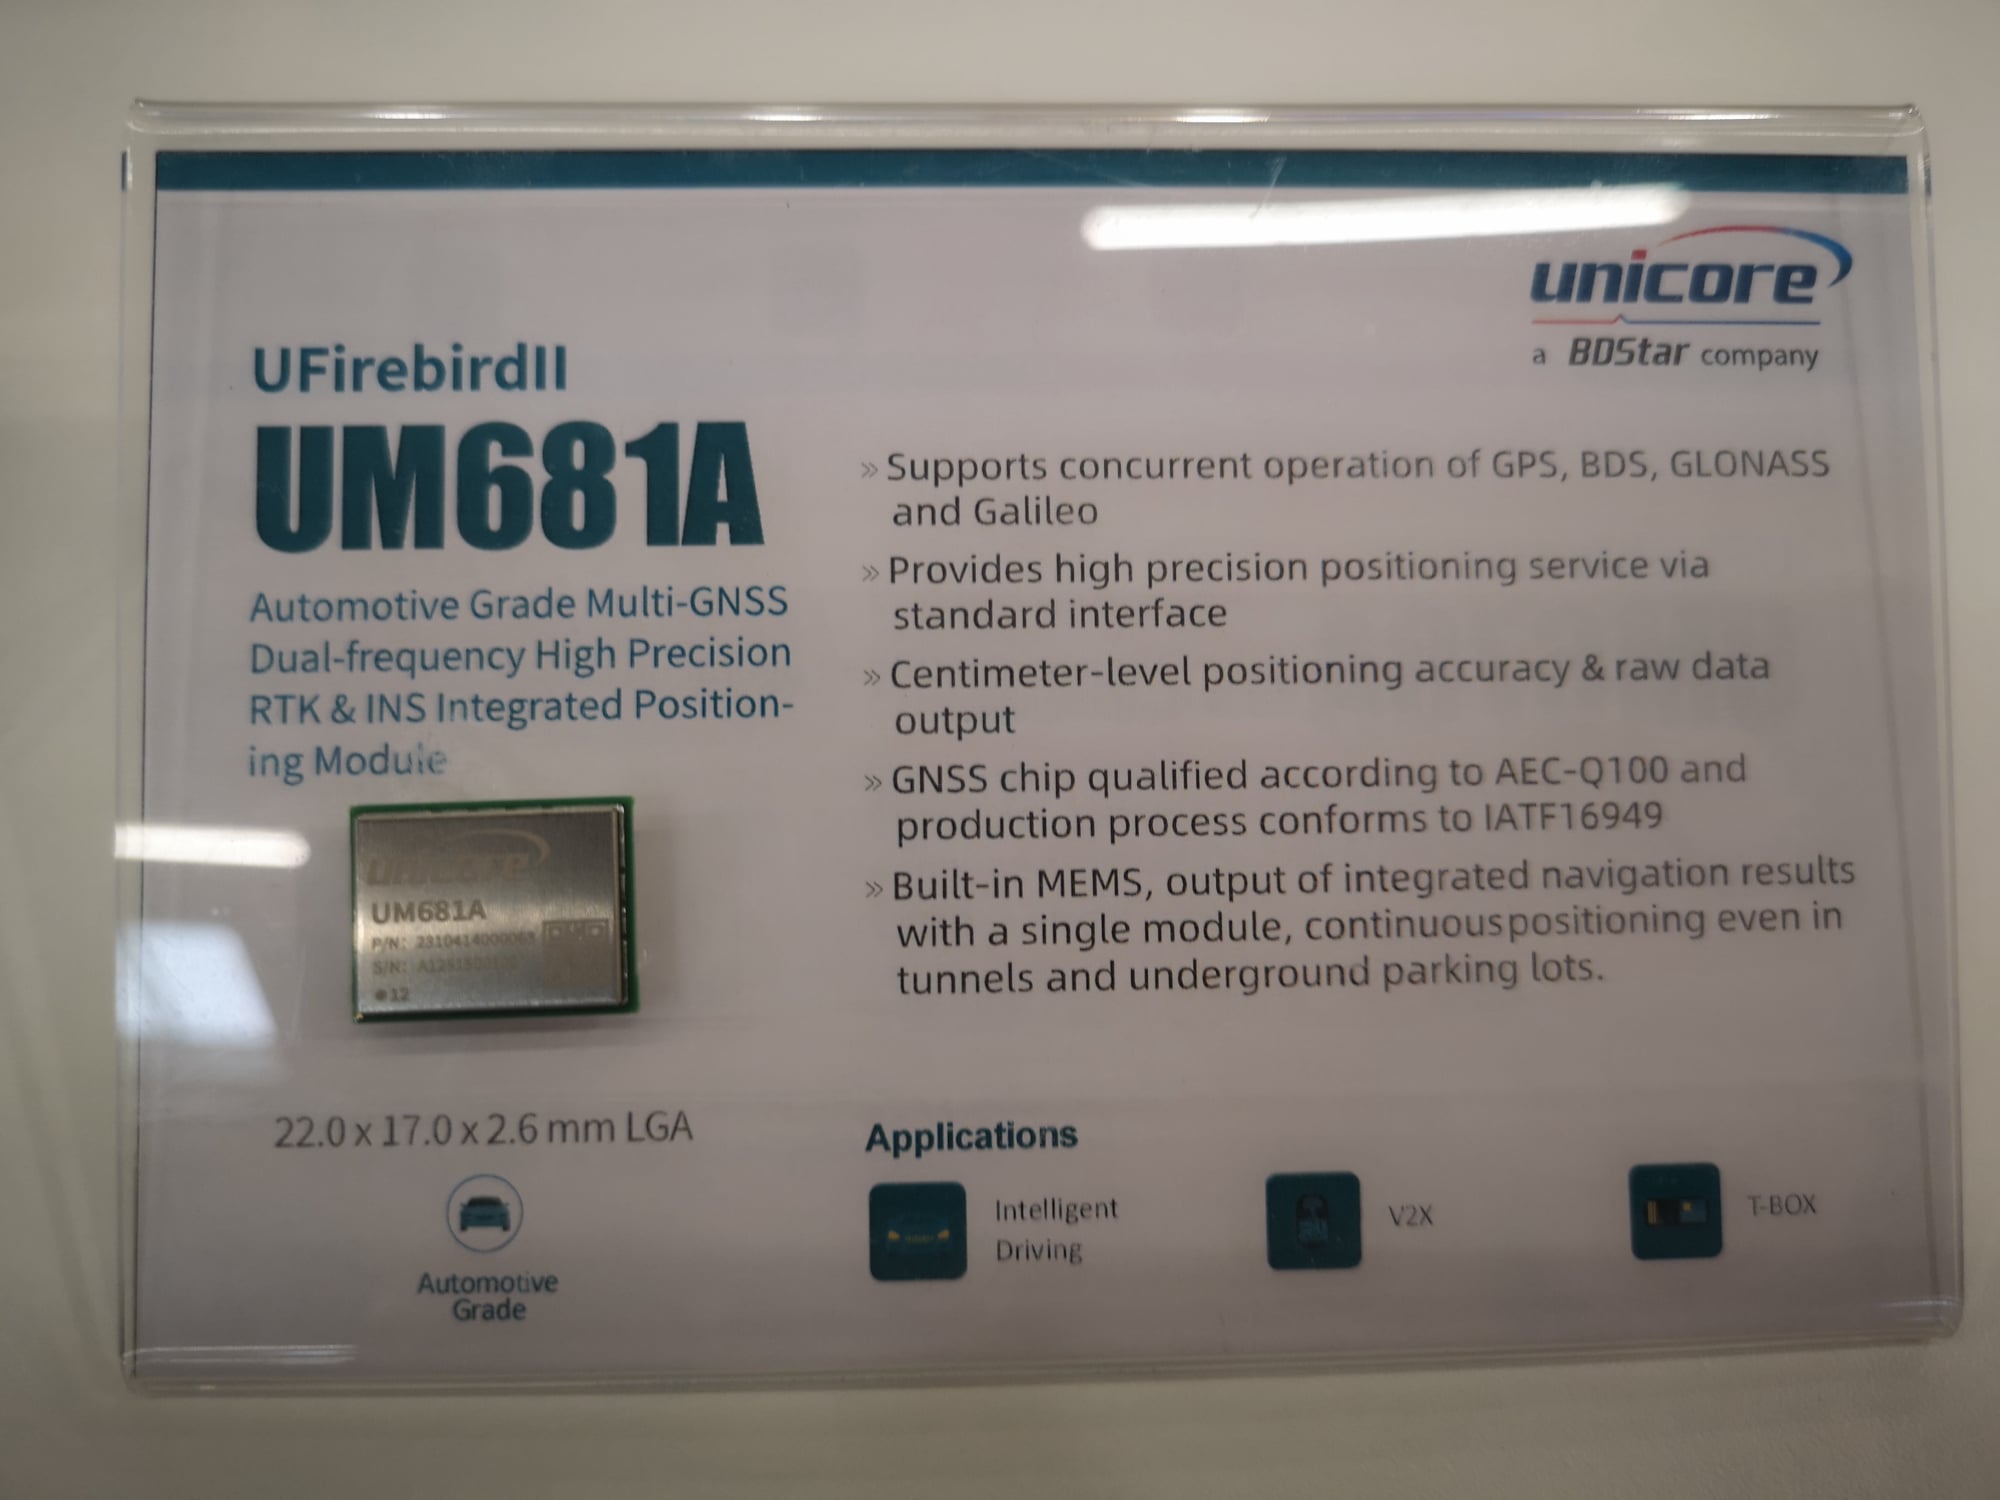 unicore
a BDStar company
UFirebirdII
UM681A
Automotive Grade Multi-GNSS
Dual-frequency High Precision
RTK & INS Integrated Position-
ing Module
unicore
UM681A
P/N:
S/N:
12
22.0 x 17.0 x 2.6 mm LGA
Automotive
Grade
» Supports concurrent operation of GPS, BDS, GLONASS
and Galileo
» Provides high precision positioning service via
standard interface
» Centimeter-level positioning accuracy & raw data
output
» GNSS chip qualified according to AEC-Q100 and
production process conforms to IATF16949
» Built-in MEMS, output of integrated navigation results
with a single module, continuouspositioning even in
tunnels and underground parking lots.
Applications
Intelligent
Driving
V2X
T-BOX